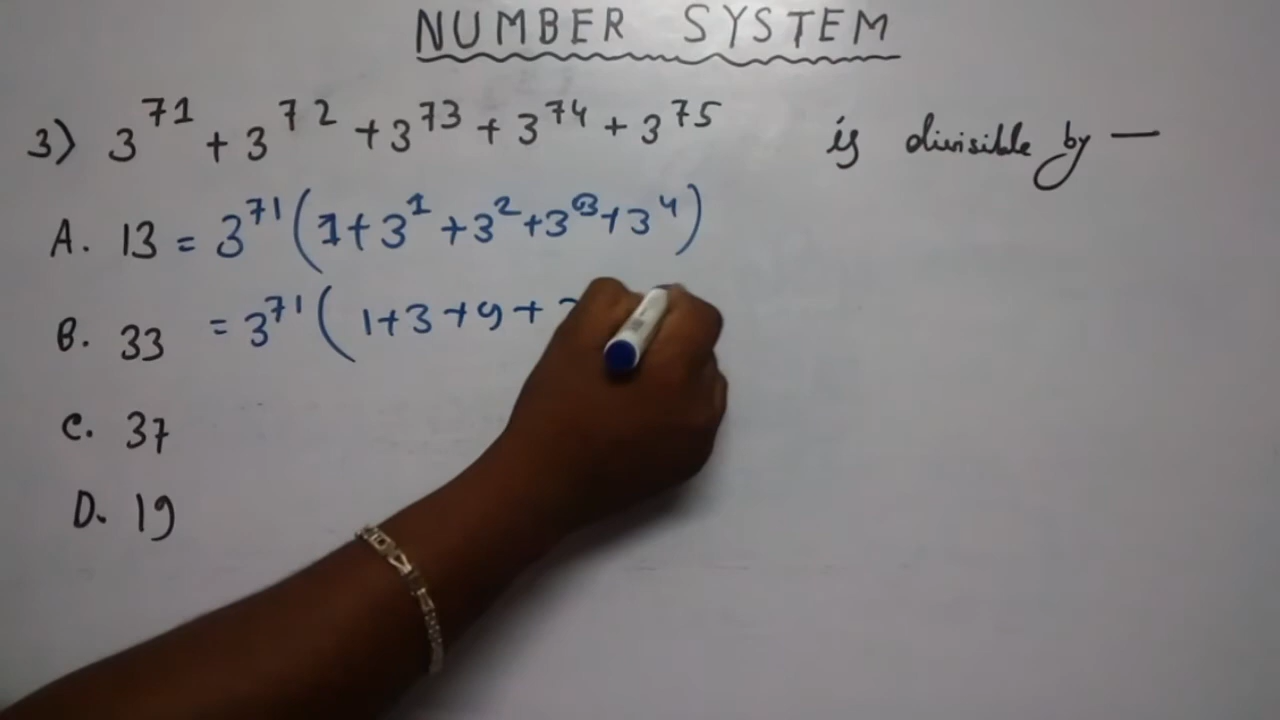 NUMBER SYSTEM
3) 3^71 + 3^72 + 3^73 + 3^74 + 3^75 is divisible by —
A. 13 = 3^71 (1 + 3^1 + 3^2 + 3^3 + 3^4)
B. 33 = 3^71 ( 1 + 3 + 9 +
C. 37
D. 19